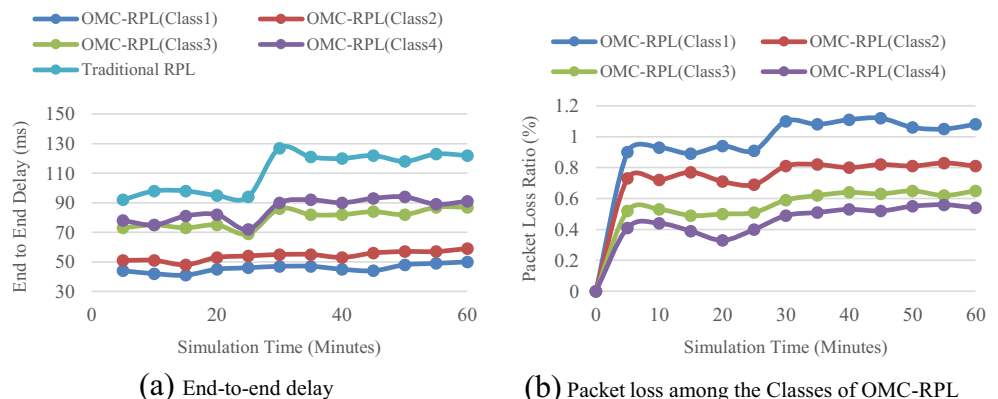 OMC-RPL(Class1)
OMC-RPL(Class2)
OMC-RPL(Class3)
OMC-RPL(Class4)
Traditional RPL
End to End Delay (ms)
150
130
110
90
70
50
30
0
20
40
60
Simulation Time (Minutes)
(a) End-to-end delay
OMC-RPL(Class1)
OMC-RPL(Class2)
OMC-RPL(Class3)
OMC-RPL(Class4)
Packet Loss Ratio (%)
1.2
1
0.8
0.6
0.4
0.2
0
0
10
20
30
40
50
60
Simulation Time (Minutes)
(b) Packet loss among the Classes of OMC-RPL